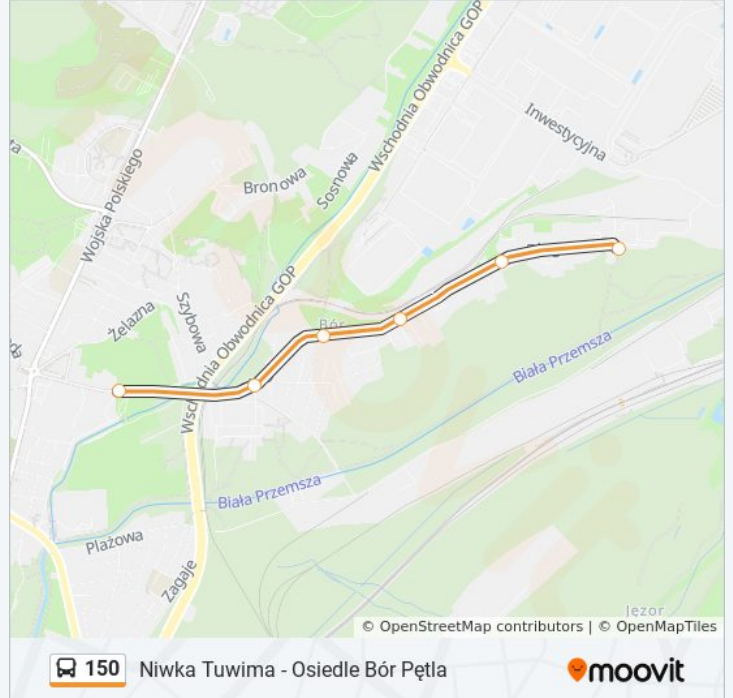 Wschodnia Obwodnica GOP
Inwestycyjna
Wojska Polskiego
Bronowa
Sosnowa
Żelazna
Szybowa
Wschodnia Obwodnica GOP
Bór
Biała Przemsza
Biała Przemsza
Plażowa
Zagaje
Jęzor
© OpenStreetMap contributors | © OpenMapTiles
150 Niwka Tuwima - Osiedle Bór Pętla
moovit